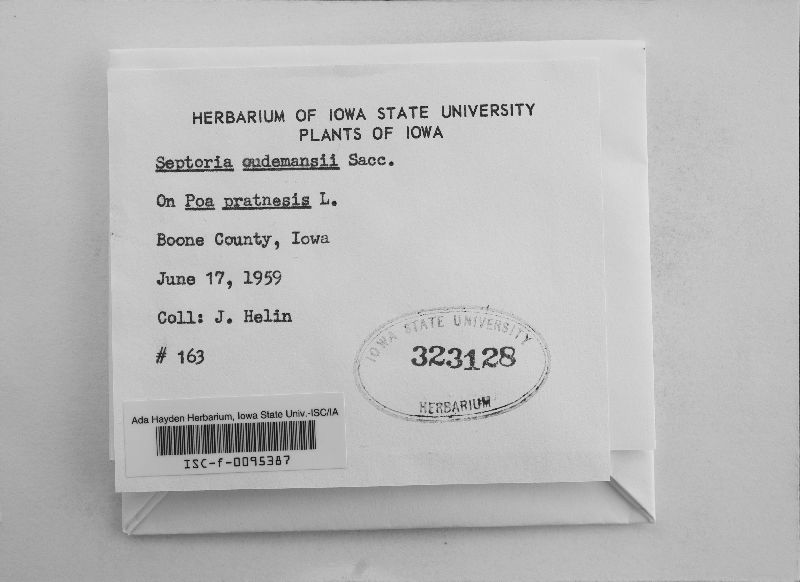 HERBARIUM OF IOWA STATE UNIVERSITY
PLANTS OF IOWA
Septoria oudemansii Sacc.
On Poa pratnesis L.
Boone County, Iowa
June 17, 1959
Coll: J. Helin
# 163
IOWA STATE UNIVERSITY
323128
HERBARIUM
Ada Hayden Herbarium, Iowa State Univ.-ISC/IA
ISC-f-0095387